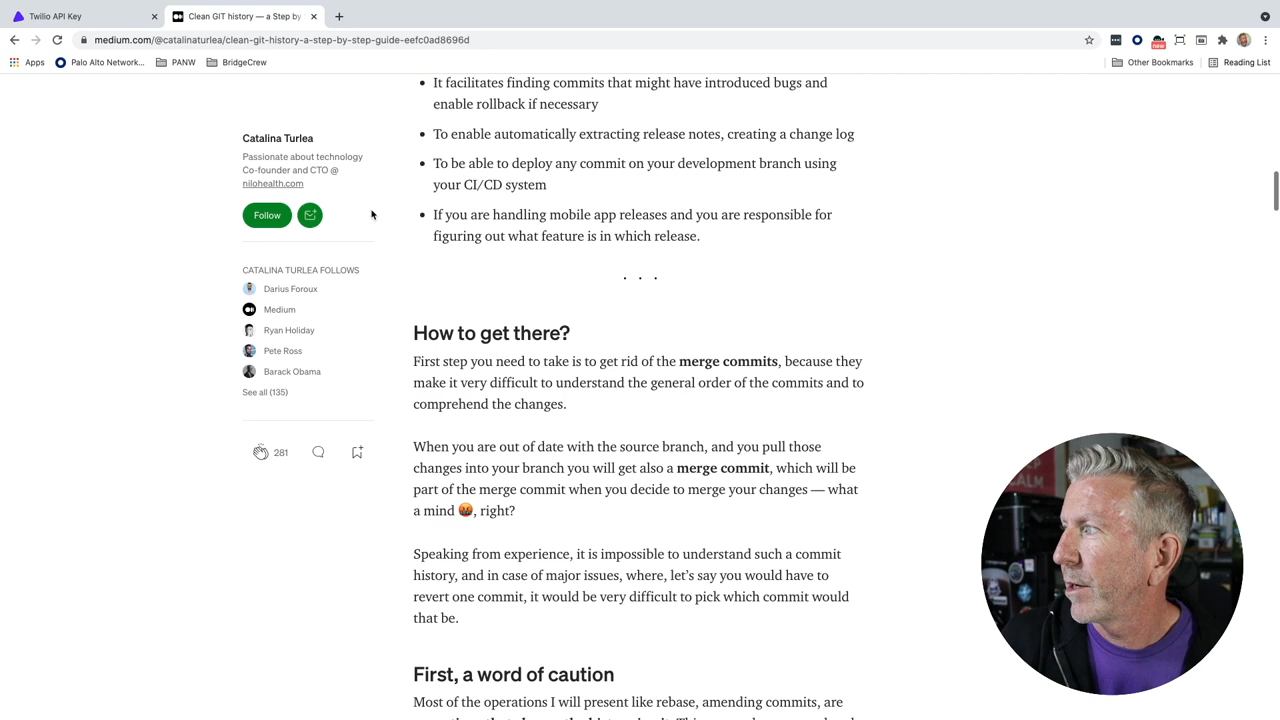 Twilio API Key
Clean GIT history — a Step by
medium.com/@catalinaturlea/clean-git-history-a-step-by-step-guide-eefc0ad8696d
new
Apps
Palo Alto Network...
PANW
BridgeCrew
Other Bookmarks
Reading List
Catalina Turlea
Passionate about technology
Co-founder and CTO @
nilohealth.com
Follow
CATALINA TURLEA FOLLOWS
Darius Foroux
Medium
Ryan Holiday
Pete Ross
Barack Obama
See all (135)
281
• It facilitates finding commits that might have introduced bugs and
enable rollback if necessary
• To enable automatically extracting release notes, creating a change log
• To be able to deploy any commit on your development branch using
your CI/CD system
• If you are handling mobile app releases and you are responsible for
figuring out what feature is in which release.
. . .
How to get there?
First step you need to take is to get rid of the merge commits, because they
make it very difficult to understand the general order of the commits and to
comprehend the changes.
When you are out of date with the source branch, and you pull those
changes into your branch you will get also a merge commit, which will be
part of the merge commit when you decide to merge your changes — what
a mind 🤬, right?
Speaking from experience, it is impossible to understand such a commit
history, and in case of major issues, where, let’s say you would have to
revert one commit, it would be very difficult to pick which commit would
that be.
First, a word of caution
Most of the operations I will present like rebase, amending commits, are